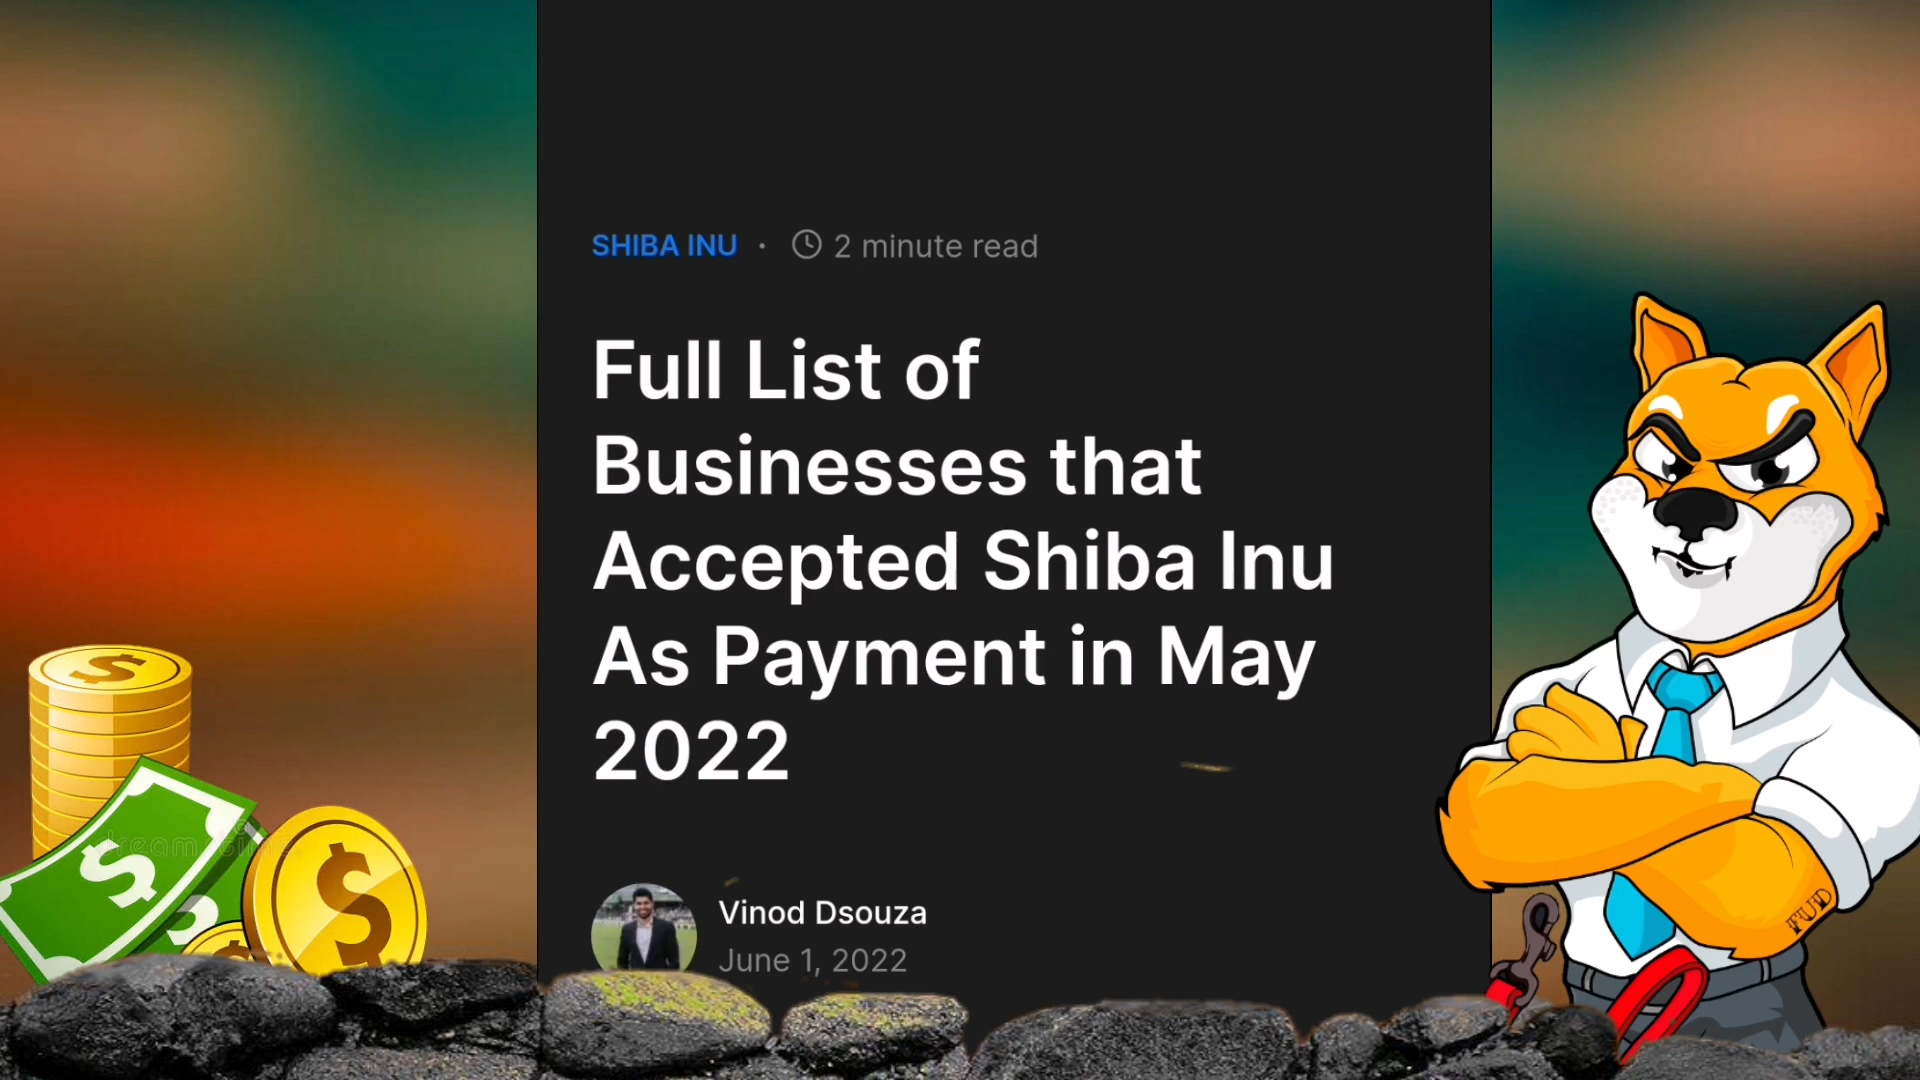 SHIBA INU · 2 minute read
Full List of
Businesses that
Accepted Shiba Inu
As Payment in May
2022
Vinod Dsouza
June 1, 2022
$
$
$
FUD